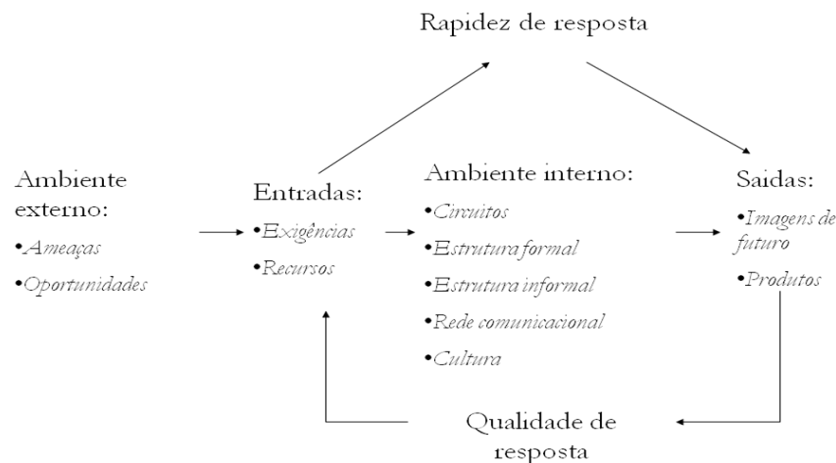 Rapidez de resposta
Ambiente
externo:
•Ameaças
•Oportunidades
Entradas:
•Exigências
•Recursos
Ambiente interno:
•Circuitos
•Estrutura formal
•Estrutura informal
•Rede comunicacional
•Cultura
Saidas:
•Imagens de
futuro
•Produtos
Qualidade de
resposta